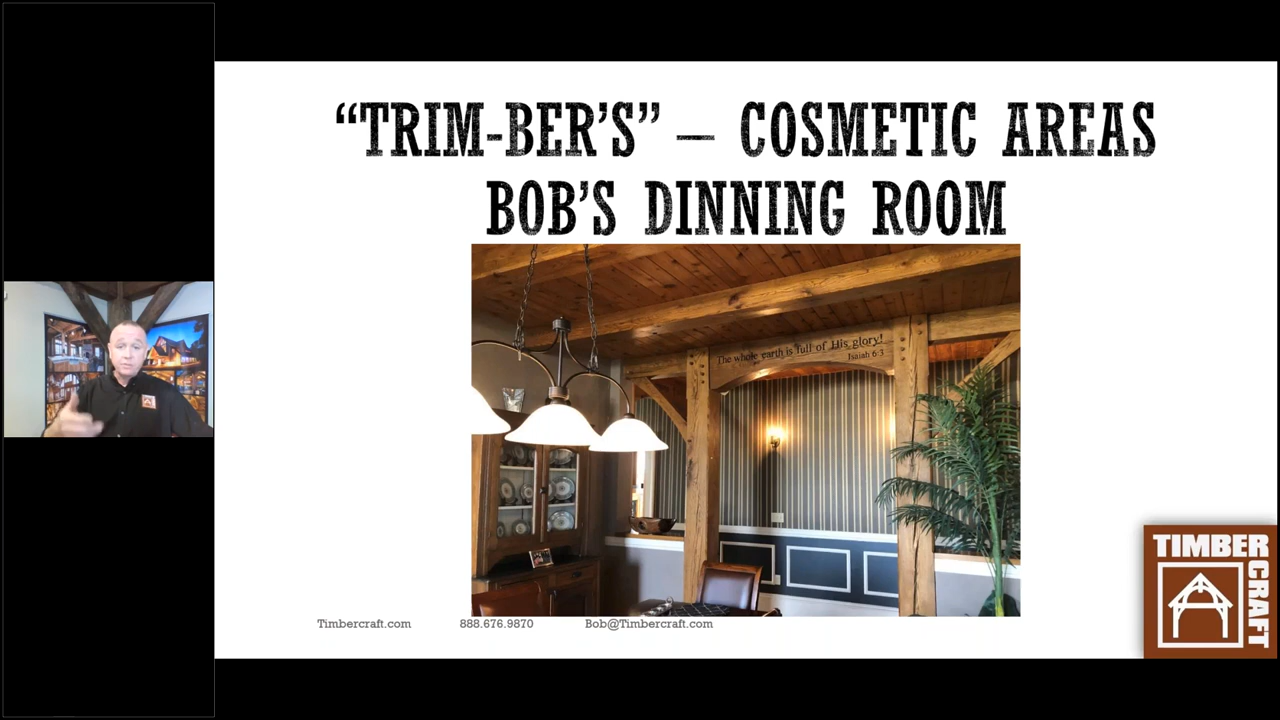 “TRIM-BER’S” – COSMETIC AREAS
BOB’S DINNING ROOM
The whole earth is full of His glory!
Isaiah 6:3
Timbercraft.com 888.676.9870 Bob@Timbercraft.com
TIMBER
CRAFT